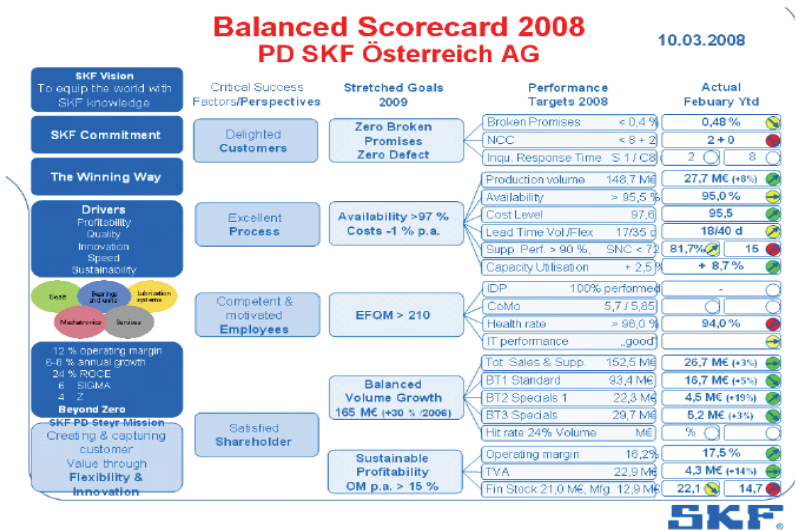 Balanced Scorecard 2008
PD SKF Österreich AG
10.03.2008
SKF Vision
To equip the world with
SKF knowledge
SKF Commitment
The Winning Way
Drivers
Profitability
Quality
Innovation
Speed
Sustainability
Seals
Bearings
and units
Lubrication
systems
Mechatronics
Services
12 % operating margin
6-8 % annual growth
24 % ROCE
6 SIGMA
4 Z
Beyond Zero
SKF PD Steyr Mission
Creating & capturing
customer
Value through
Flexibility &
Innovation
Critical Success
Factors/Perspectives
Delighted
Customers
Excellent
Process
Competent &
motivated
Employees
Satisfied
Shareholder
Stretched Goals
2009
Zero Broken
Promises
Zero Defect
Availability >97 %
Costs -1 % p.a.
EFQM > 210
Balanced
Volume Growth
165 M€ (+30 % /2006)
Sustainable
Profitability
OM p.a. > 15 %
Performance
Targets 2008
Actual
Febuary Ytd
Broken Promises < 0,4 % 0,48 %
NCC < 8 + 2 2 + 0
Inqu. Response Time S 1 / C8 2 8
Production volume 148,7 M€ 27,7 M€ (+8%)
Availability > 95,5 % 95,0 %
Cost Level 97,6 95,5
Lead Time Vol./Flex 17/35 d 18/40 d
Supp. Perf. > 90 %, SNC < 72 81,7% 15
Capacity Utilisation + 2,5 % + 8,7 %
IDP 100% performed -
CoMo 5,7 / 5,85
Health rate > 96,0 % 94,0 %
IT performance „good“
Tot. Sales & Supp. 152,5 M€ 26,7 M€ (+3%)
BT1 Standard 93,4 M€ 16,7 M€ (+5%)
BT2 Specials 1 22,3 M€ 4,5 M€ (+19%)
BT3 Specials 29,7 M€ 5,2 M€ (+3%)
Hit rate 24% Volume M€ %
Operating margin 16,2% 17,5 %
TVA 22,9 M€ 4,3 M€ (+14%)
Fin Stock 21,0 M€, Mfg. 12,9 M€ 22,1 14,7
SKF